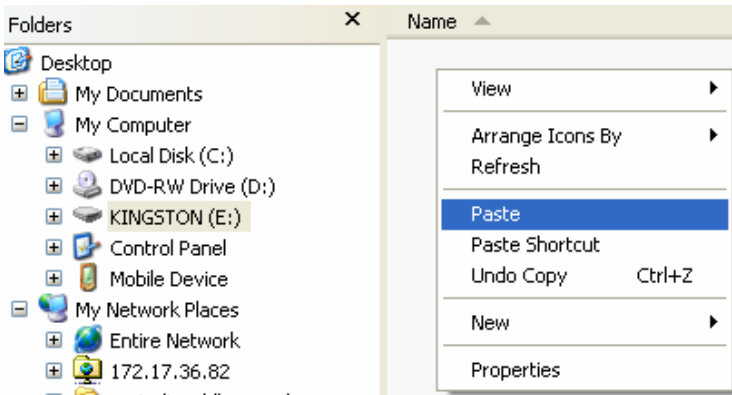 Folders
Desktop
My Documents
My Computer
Local Disk (C:)
DVD-RW Drive (D:)
KINGSTON (E:)
Control Panel
Mobile Device
My Network Places
Entire Network
172.17.36.82
Name
View
Arrange Icons By
Refresh
Paste
Paste Shortcut
Undo Copy Ctrl+Z
New
Properties